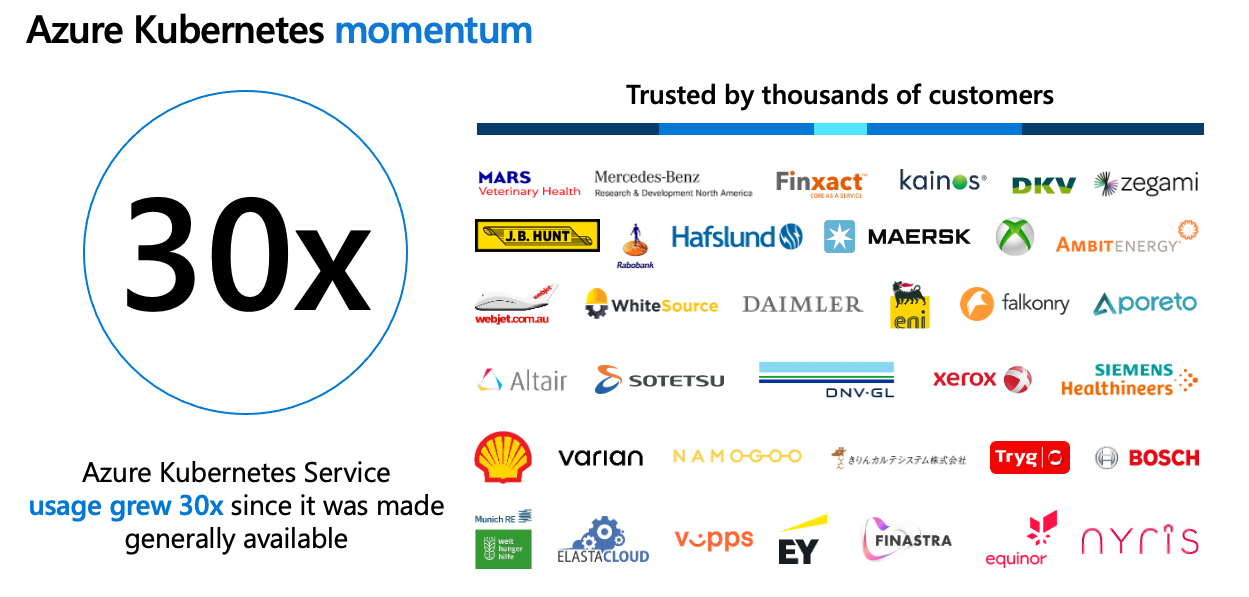 Azure Kubernetes momentum
30x
Azure Kubernetes Service
usage grew 30x since it was made
generally available
Trusted by thousands of customers
MARS
Veterinary Health
Mercedes-Benz
Research & Development North America
Finxact™
CORE AS A SERVICE
kainos®
DKV
zegami
J.B. HUNT
Rabobank
Hafslund
MAERSK
AMBITENERGY
webjet
webjet.com.au
WhiteSource
DAIMLER
eni
falkonry
Aporeto
Altair
SOTETSU
DNV·GL
xerox
SIEMENS
Healthineers
varian
NAMOGOO
きりんカルテシステム株式会社
Tryg
BOSCH
Munich RE
welt
hunger
hilfe
ELASTACLOUD
vipps
EY
FINASTRA
equinor
nyris